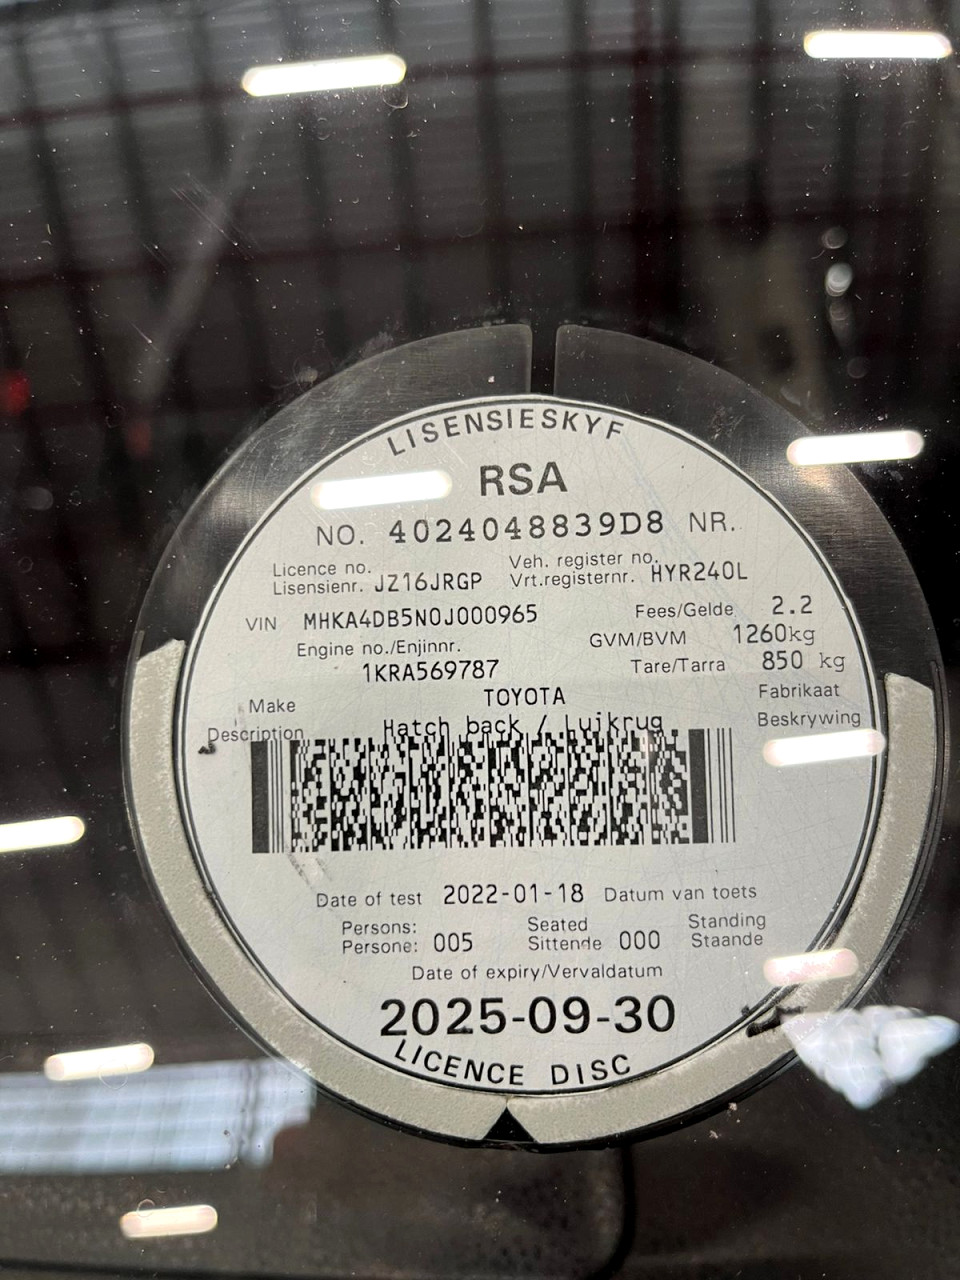 LISENSIESKYF
RSA
NO. 4024048839D8 NR.
Licence no.
Lisensienr. JZ16JRGP
Veh. register no.
Vrt.registernr. HYR240L
VIN MHKA4DB5N0J000965
Fees/Gelde 2.2
Engine no./Enjinnr.
1KRA569787
GVM/BVM 1260kg
Tare/Tarra 850 kg
Make TOYOTA Fabrikaat
Description Hatch back / Luikrug Beskrywing
Date of test 2022-01-18 Datum van toets
Persons:
Persone: 005
Seated
Sittende 000
Standing
Staande
Date of expiry/Vervaldatum
2025-09-30
LICENCE DISC